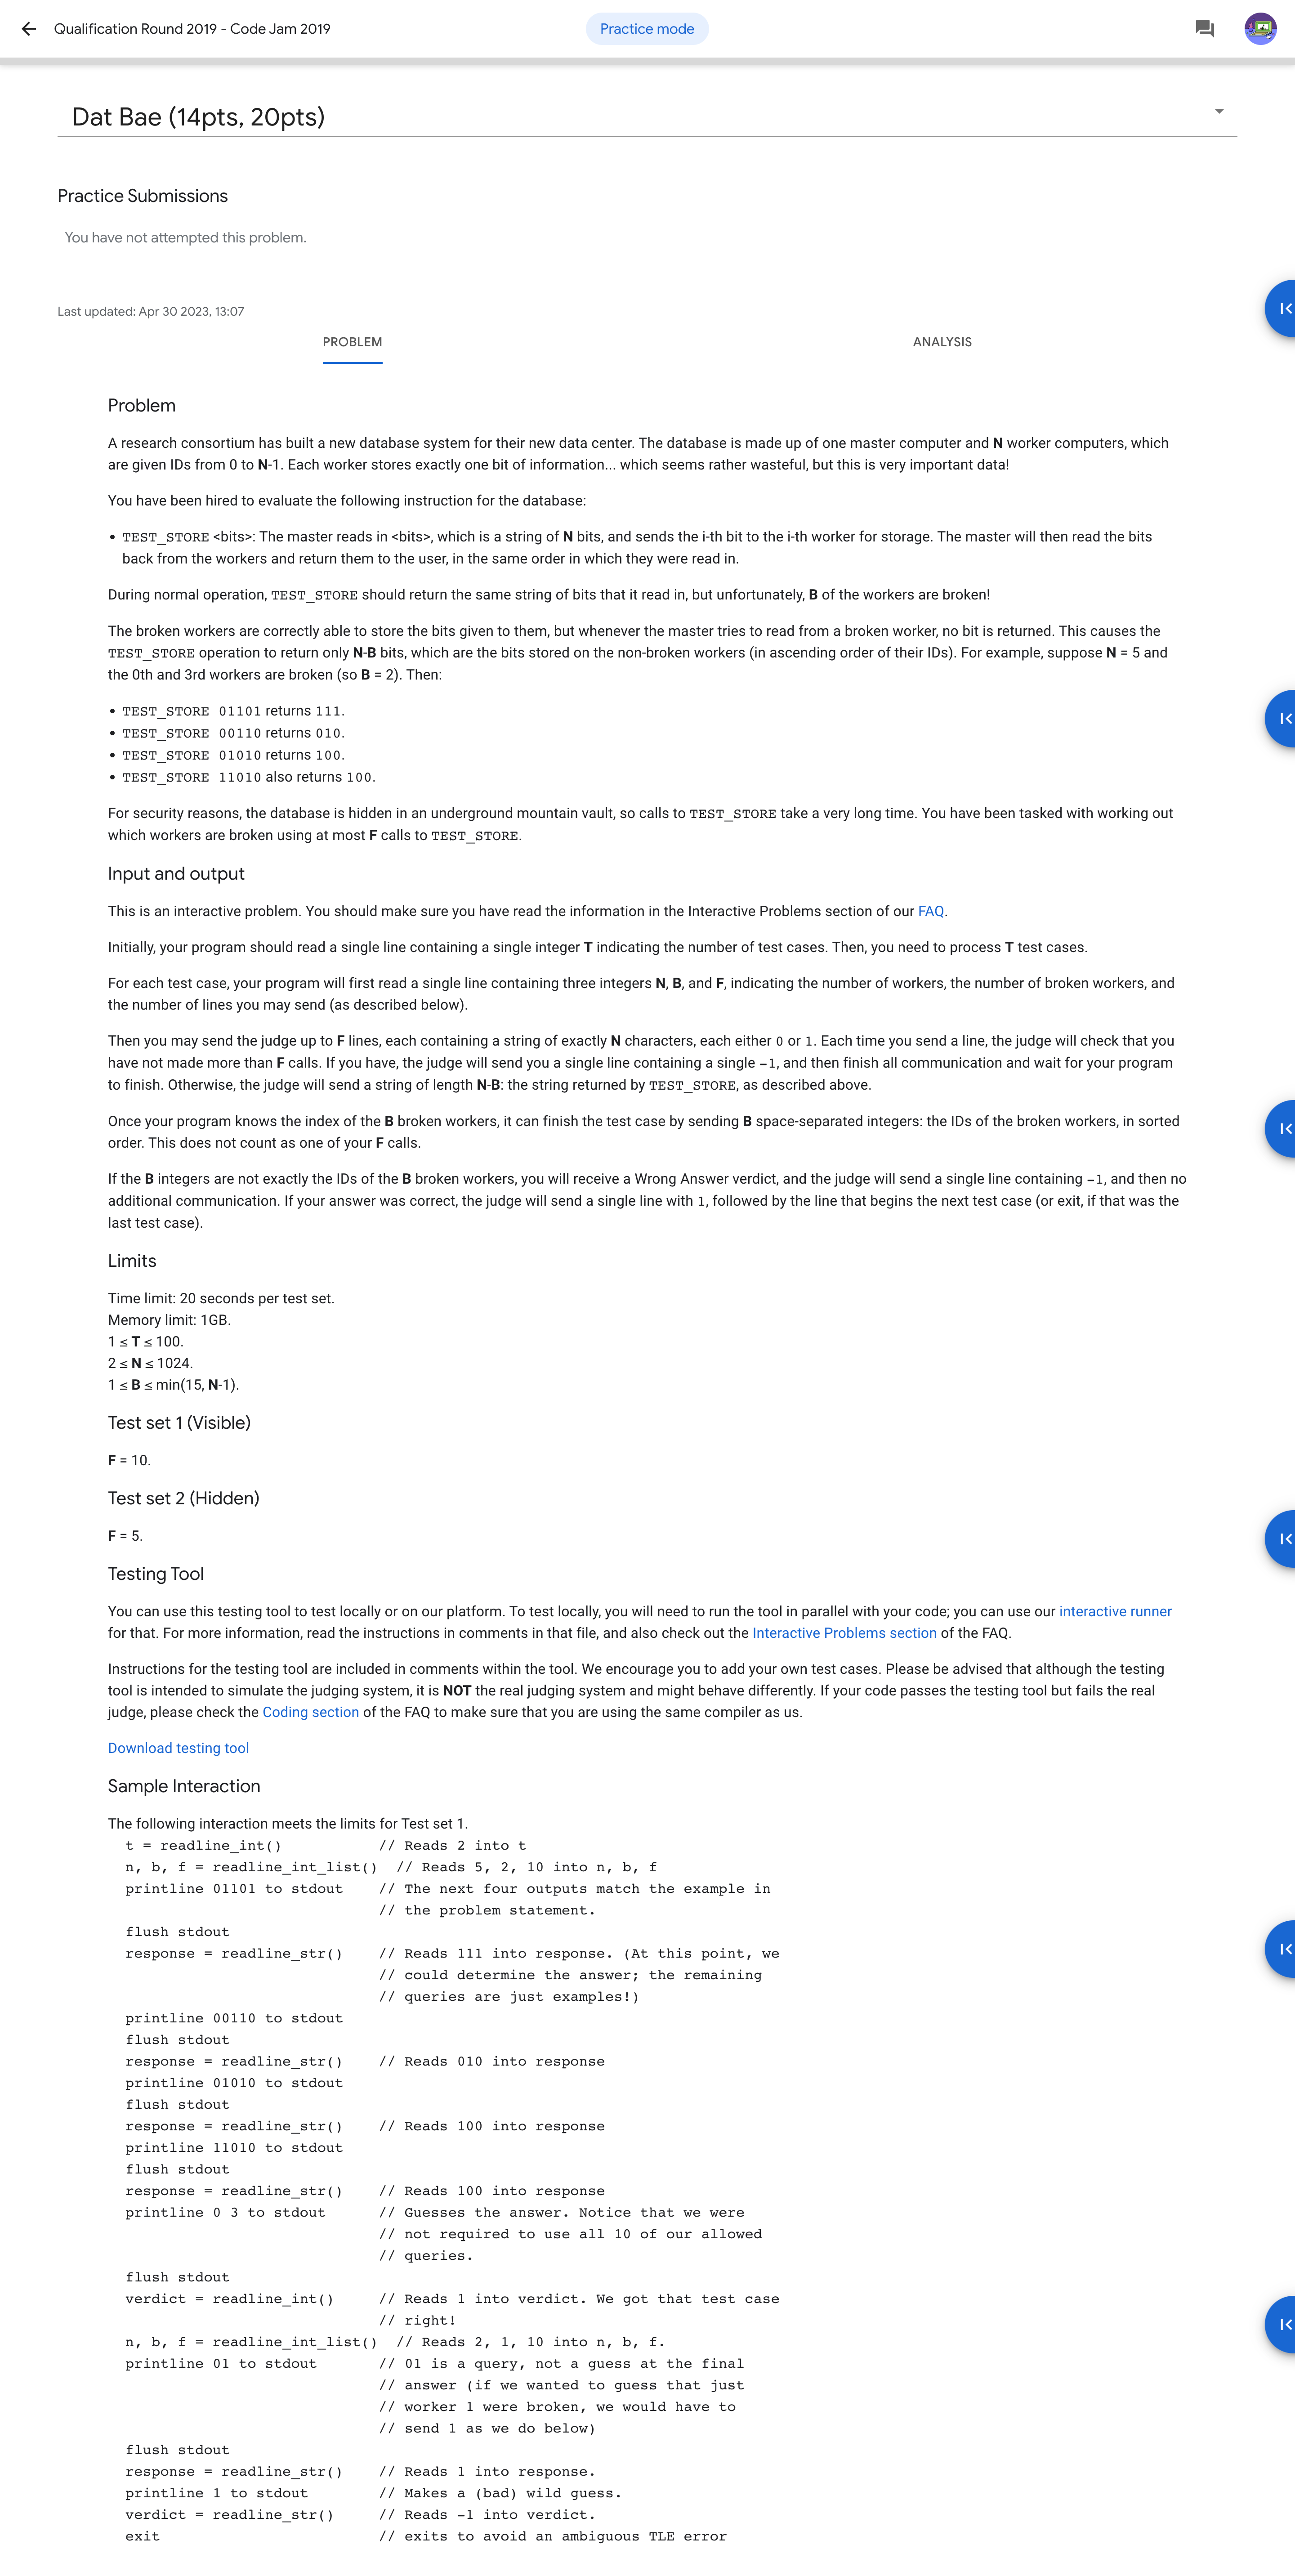 Qualification Round 2019 - Code Jam 2019
Practice mode
Dat Bae (14pts, 20pts)
Practice Submissions
You have not attempted this problem.
Last updated: Apr 30 2023, 13:07
PROBLEM
ANALYSIS
Problem
A research consortium has built a new database system for their new data center. The database is made up of one master computer and N worker computers, which
are given IDs from 0 to N-1. Each worker stores exactly one bit of information... which seems rather wasteful, but this is very important data!
You have been hired to evaluate the following instruction for the database:
• TEST_STORE <bits>: The master reads in <bits>, which is a string of N bits, and sends the i-th bit to the i-th worker for storage. The master will then read the bits
back from the workers and return them to the user, in the same order in which they were read in.
During normal operation, TEST_STORE should return the same string of bits that it read in, but unfortunately, B of the workers are broken!
The broken workers are correctly able to store the bits given to them, but whenever the master tries to read from a broken worker, no bit is returned. This causes the
TEST_STORE operation to return only N-B bits, which are the bits stored on the non-broken workers (in ascending order of their IDs). For example, suppose N = 5 and
the 0th and 3rd workers are broken (so B = 2). Then:
• TEST_STORE 01101 returns 111.
• TEST_STORE 00110 returns 010.
• TEST_STORE 01010 returns 100.
• TEST_STORE 11010 also returns 100.
For security reasons, the database is hidden in an underground mountain vault, so calls to TEST_STORE take a very long time. You have been tasked with working out
which workers are broken using at most F calls to TEST_STORE.
Input and output
This is an interactive problem. You should make sure you have read the information in the Interactive Problems section of our FAQ.
Initially, your program should read a single line containing a single integer T indicating the number of test cases. Then, you need to process T test cases.
For each test case, your program will first read a single line containing three integers N, B, and F, indicating the number of workers, the number of broken workers, and
the number of lines you may send (as described below).
Then you may send the judge up to F lines, each containing a string of exactly N characters, each either 0 or 1. Each time you send a line, the judge will check that you
have not made more than F calls. If you have, the judge will send you a single line containing a single -1, and then finish all communication and wait for your program
to finish. Otherwise, the judge will send a string of length N-B: the string returned by TEST_STORE, as described above.
Once your program knows the index of the B broken workers, it can finish the test case by sending B space-separated integers: the IDs of the broken workers, in sorted
order. This does not count as one of your F calls.
If the B integers are not exactly the IDs of the B broken workers, you will receive a Wrong Answer verdict, and the judge will send a single line containing -1, and then no
additional communication. If your answer was correct, the judge will send a single line with 1, followed by the line that begins the next test case (or exit, if that was the
last test case).
Limits
Time limit: 20 seconds per test set.
Memory limit: 1GB.
1 ≤ T ≤ 100.
2 ≤ N ≤ 1024.
1 ≤ B ≤ min(15, N-1).
Test set 1 (Visible)
F = 10.
Test set 2 (Hidden)
F = 5.
Testing Tool
You can use this testing tool to test locally or on our platform. To test locally, you will need to run the tool in parallel with your code; you can use our interactive runner
for that. For more information, read the instructions in comments in that file, and also check out the Interactive Problems section of the FAQ.
Instructions for the testing tool are included in comments within the tool. We encourage you to add your own test cases. Please be advised that although the testing
tool is intended to simulate the judging system, it is NOT the real judging system and might behave differently. If your code passes the testing tool but fails the real
judge, please check the Coding section of the FAQ to make sure that you are using the same compiler as us.
Download testing tool
Sample Interaction
The following interaction meets the limits for Test set 1.
t = readline_int() // Reads 2 into t
n, b, f = readline_int_list() // Reads 5, 2, 10 into n, b, f
printline 01101 to stdout // The next four outputs match the example in
// the problem statement.
flush stdout
response = readline_str() // Reads 111 into response. (At this point, we
// could determine the answer; the remaining
// queries are just examples!)
printline 00110 to stdout
flush stdout
response = readline_str() // Reads 010 into response
printline 01010 to stdout
flush stdout
response = readline_str() // Reads 100 into response
printline 11010 to stdout
flush stdout
response = readline_str() // Reads 100 into response
printline 0 3 to stdout // Guesses the answer. Notice that we were
// not required to use all 10 of our allowed
// queries.
flush stdout
verdict = readline_int() // Reads 1 into verdict. We got that test case
// right!
n, b, f = readline_int_list() // Reads 2, 1, 10 into n, b, f.
printline 01 to stdout // 01 is a query, not a guess at the final
// answer (if we wanted to guess that just
// worker 1 were broken, we would have to
// send 1 as we do below)
flush stdout
response = readline_str() // Reads 1 into response.
printline 1 to stdout // Makes a (bad) wild guess.
verdict = readline_str() // Reads -1 into verdict.
exit // exits to avoid an ambiguous TLE error